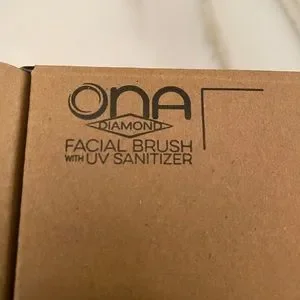 ONA
DIAMOND
FACIAL BRUSH
WITH UV SANITIZER